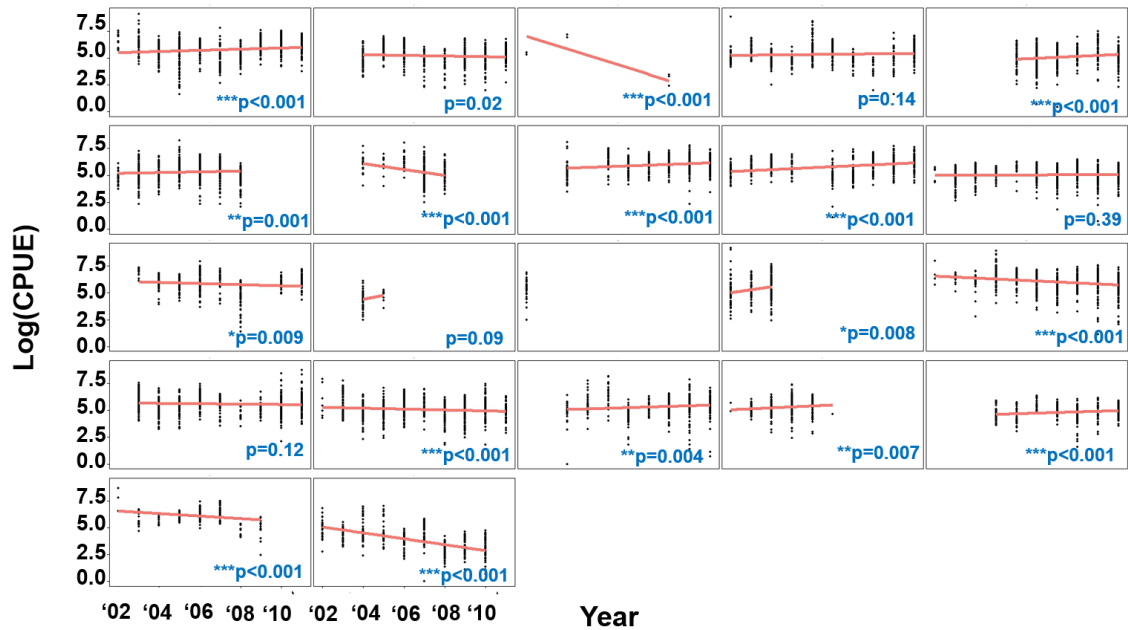 7.5
5.0
2.5
0.0
***p<0.001
p=0.02
***p<0.001
p=0.14
***p<0.001
7.5
5.0
2.5
0.0
**p=0.001
***p<0.001
***p<0.001
***p<0.001
p=0.39
Log(CPUE)
7.5
5.0
2.5
0.0
*p=0.009
p=0.09
*p=0.008
***p<0.001
7.5
5.0
2.5
0.0
p=0.12
***p<0.001
**p=0.004
**p=0.007
***p<0.001
7.5
5.0
2.5
0.0
***p<0.001
***p<0.001
‘02 ‘04 ‘06 ‘08 ‘10 ‘02 ‘04 ‘06 ‘08 ‘10
Year